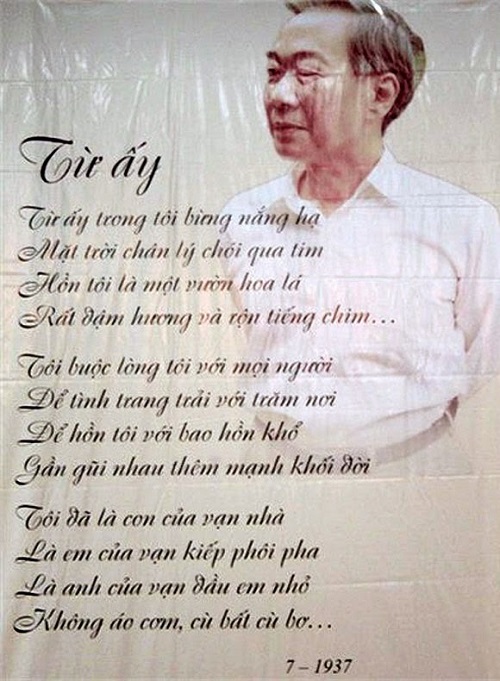 Từ ấy
Từ ấy trong tôi bừng nắng hạ
Mặt trời chân lý chói qua tim
Hồn tôi là một vườn hoa lá
Rất đậm hương và rộn tiếng chim...
Tôi buộc lòng tôi với mọi người
Để tình trang trải với trăm nơi
Để hồn tôi với bao hồn khổ
Gần gũi nhau thêm mạnh khối đời
Tôi đã là con của vạn nhà
Là em của vạn kiếp phôi pha
Là anh của vạn đầu em nhỏ
Không áo cơm, cù bất cù bơ...
7 – 1937